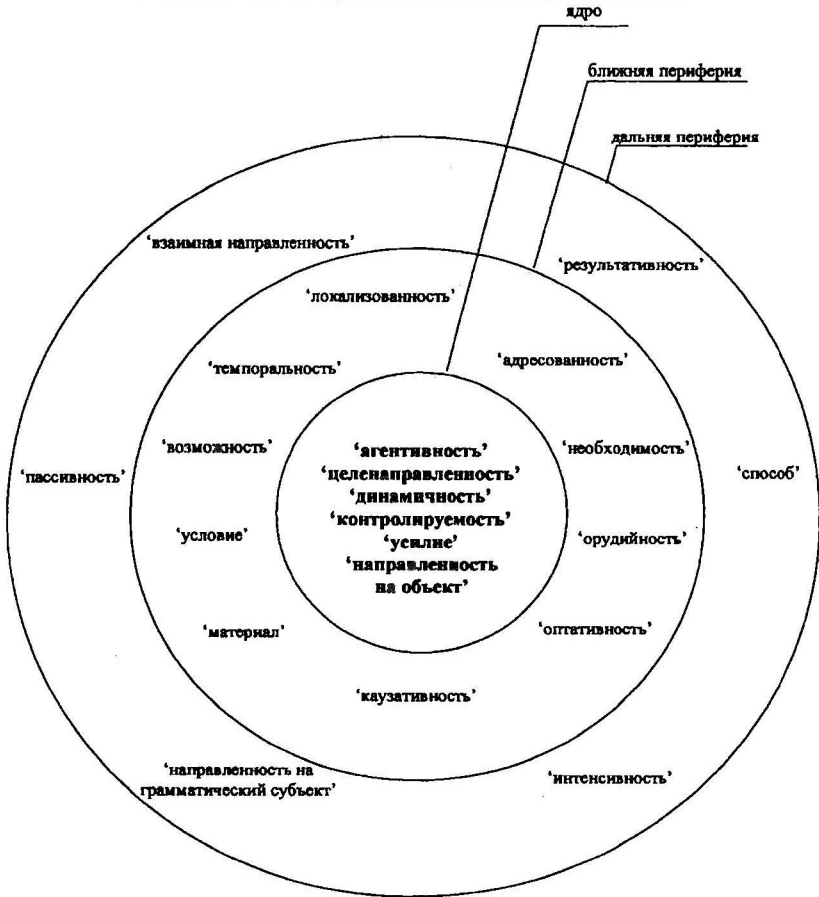 ядро
ближняя периферия
дальняя периферия
‘взаимная направленность’
‘результативность’
‘локализованность’
‘адресованность’
‘темпоральность’
‘возможность’
‘необходимость’
‘пассивность’
‘способ’
‘агентивность’
‘целенаправленность’
‘динамичность’
‘контролируемость’
‘усилие’
‘направленность
на объект’
‘условие’
‘орудийность’
‘материал’
‘оптативность’
‘каузативность’
‘направленность на
грамматический субъект’
‘интенсивность’